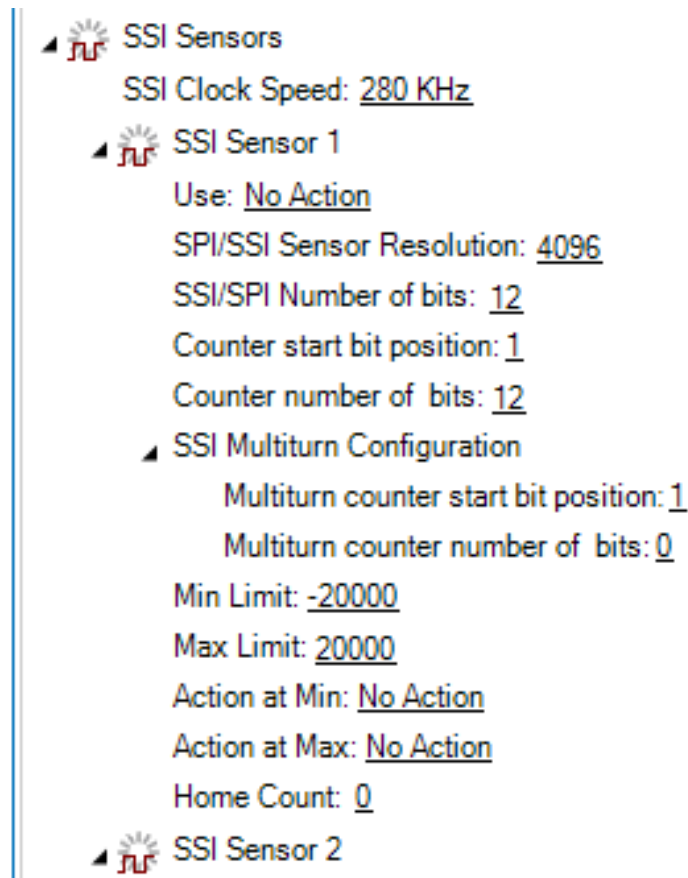 SSI Sensors
SSI Clock Speed: 280 KHz
SSI Sensor 1
Use: No Action
SPI/SSI Sensor Resolution: 4096
SSI/SPI Number of bits: 12
Counter start bit position: 1
Counter number of bits: 12
SSI Multiturn Configuration
Multiturn counter start bit position: 1
Multiturn counter number of bits: 0
Min Limit: -20000
Max Limit: 20000
Action at Min: No Action
Action at Max: No Action
Home Count: 0
SSI Sensor 2